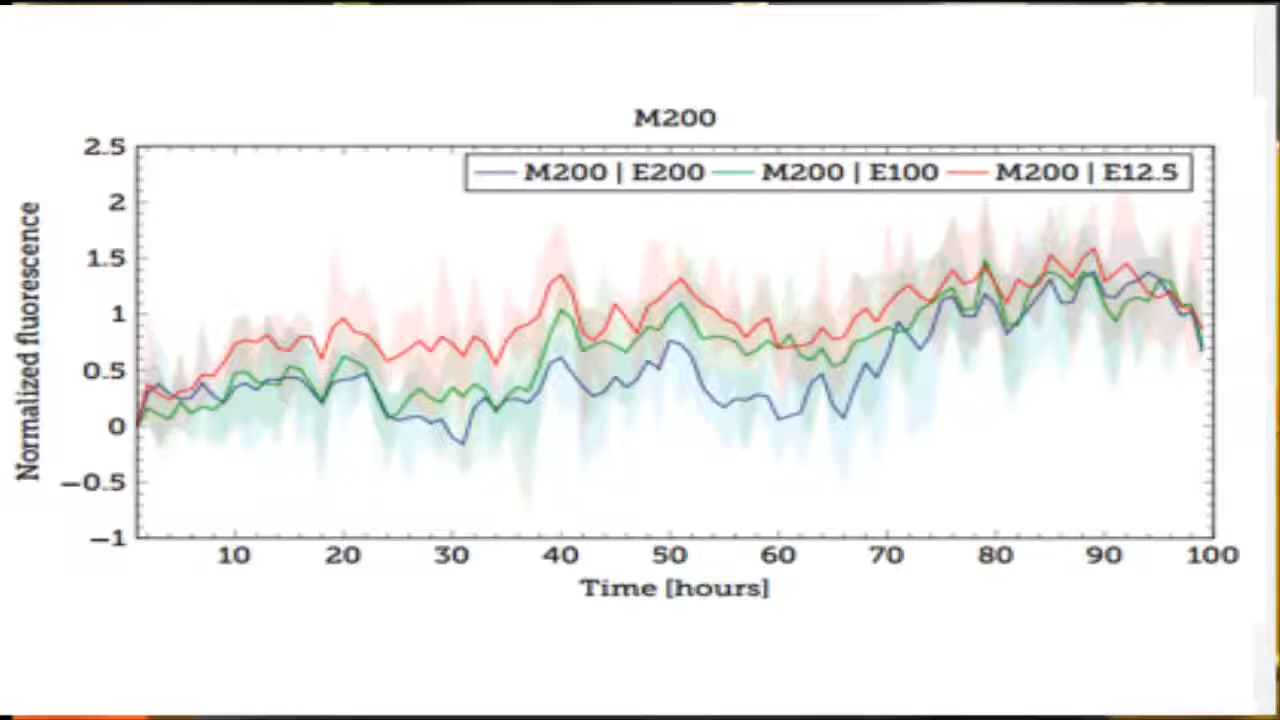 M200
M200 | E200 M200 | E100 M200 | E12.5
Normalized fluorescence
2.5
2
1.5
1
0.5
0
−0.5
−1
10 20 30 40 50 60 70 80 90 100
Time [hours]